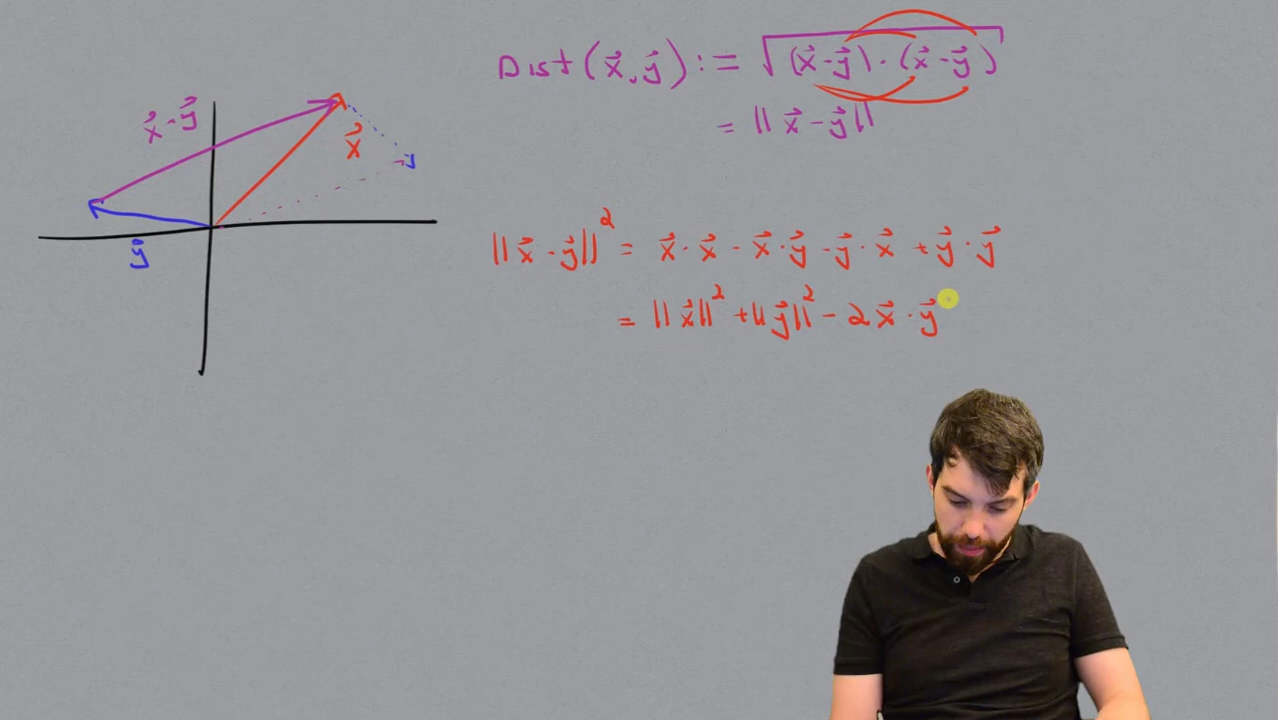 Dist(x⃗,y⃗) := √((x⃗-y⃗)·(x⃗-y⃗))
= ||x⃗-y⃗||
x⃗-y⃗
x⃗
-y
y⃗
||x⃗-y⃗||² = x⃗·x⃗ - x⃗·y⃗ - y⃗·x⃗ + y⃗·y⃗
= ||x⃗||² + ||y⃗||² - 2x⃗·y⃗